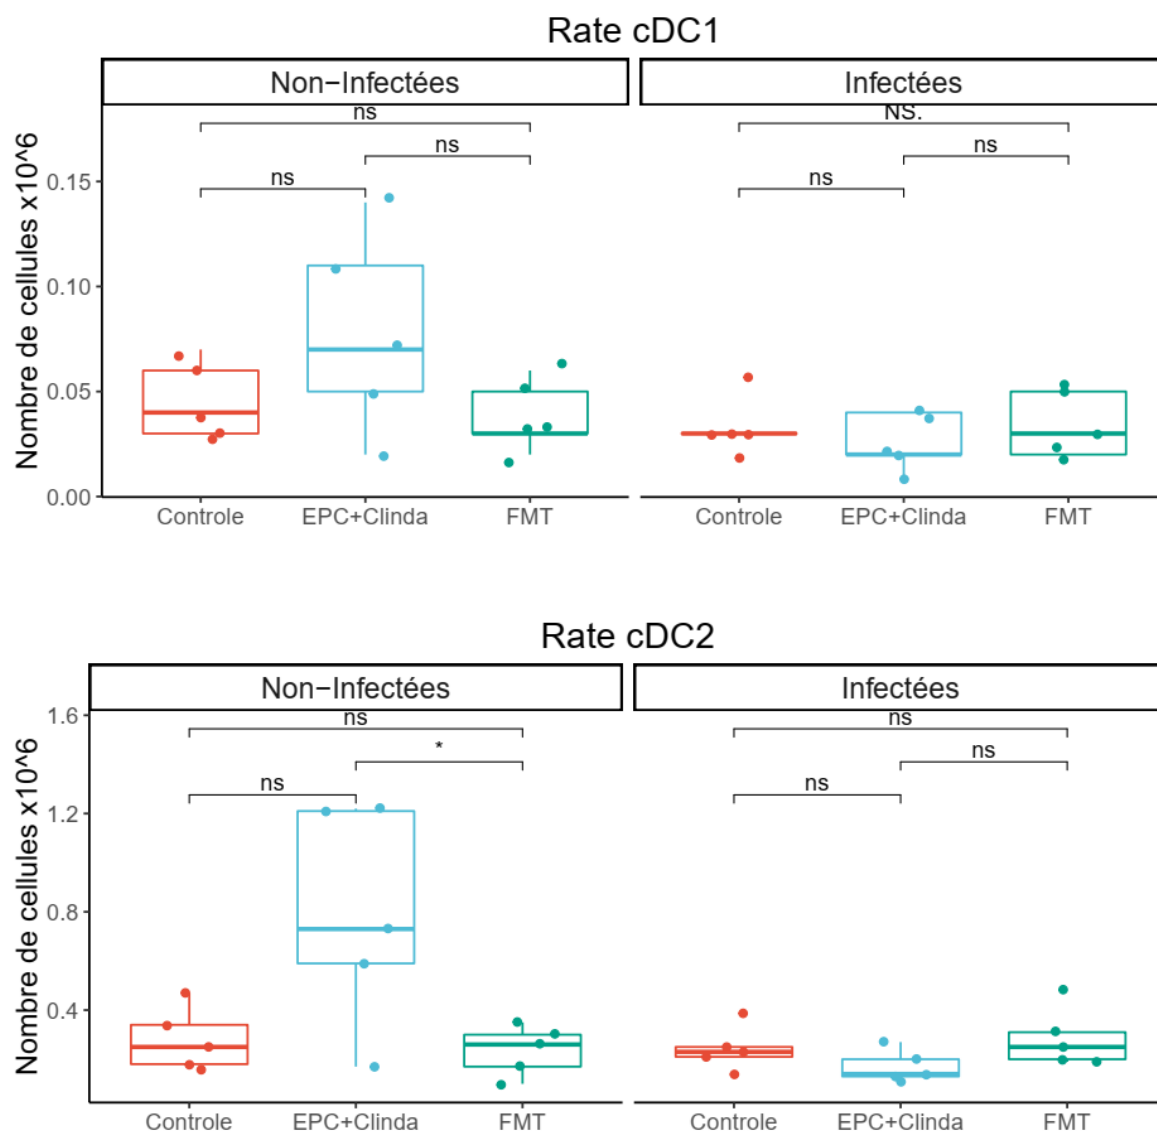 Rate cDC1
Non−Infectées
Infectées
ns
NS.
ns
ns
ns
ns
Nombre de cellules x10^6
0.15
0.10
0.05
0.00
Controle
EPC+Clinda
FMT
Controle
EPC+Clinda
FMT
Rate cDC2
Non−Infectées
Infectées
ns
ns
*
ns
ns
ns
Nombre de cellules x10^6
1.6
1.2
0.8
0.4
Controle
EPC+Clinda
FMT
Controle
EPC+Clinda
FMT